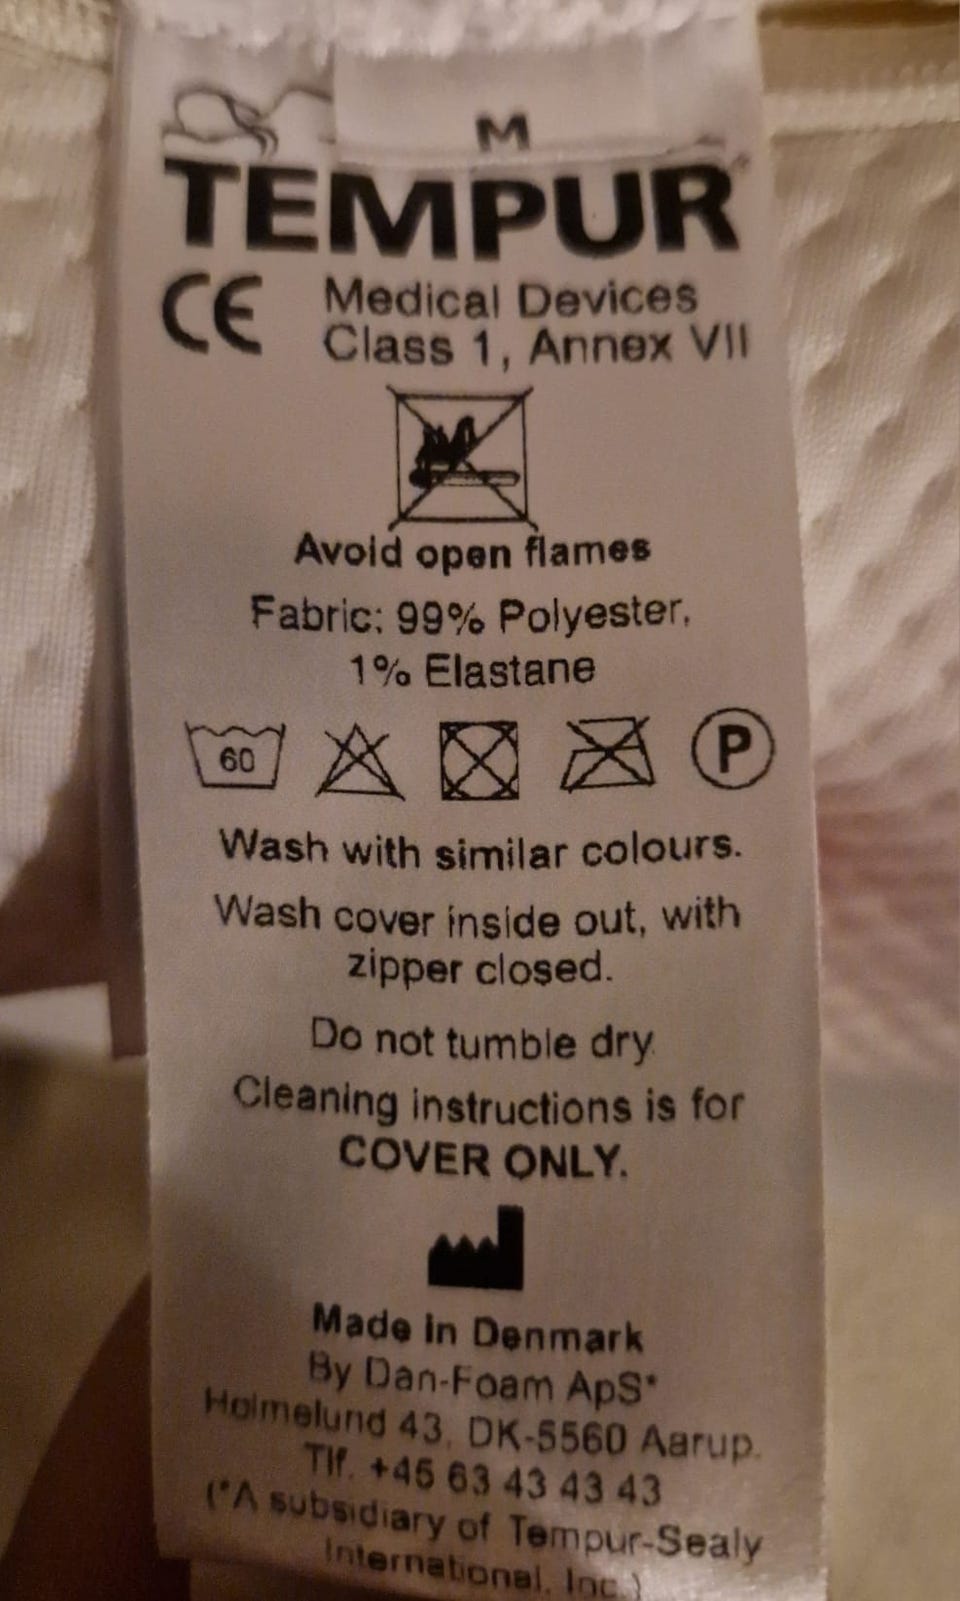 M
TEMPUR®
CE Medical Devices
Class 1, Annex VII
Avoid open flames
Fabric: 99% Polyester,
1% Elastane
60 P
Wash with similar colours.
Wash cover inside out, with
zipper closed.
Do not tumble dry
Cleaning instructions is for
COVER ONLY.
Made in Denmark
By Dan-Foam ApS*
Holmelund 43, DK-5560 Aarup.
Tlf. +45 63 43 43 43
(*A subsidiary of Tempur-Sealy
International, Inc.)